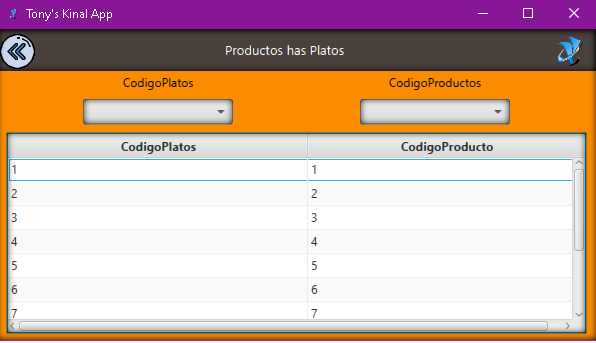 Tony's Kinal App
Productos has Platos
CodigoPlatos CodigoProductos
CodigoPlatos CodigoProducto
1 1
2 2
3 3
4 4
5 5
6 6
7 7